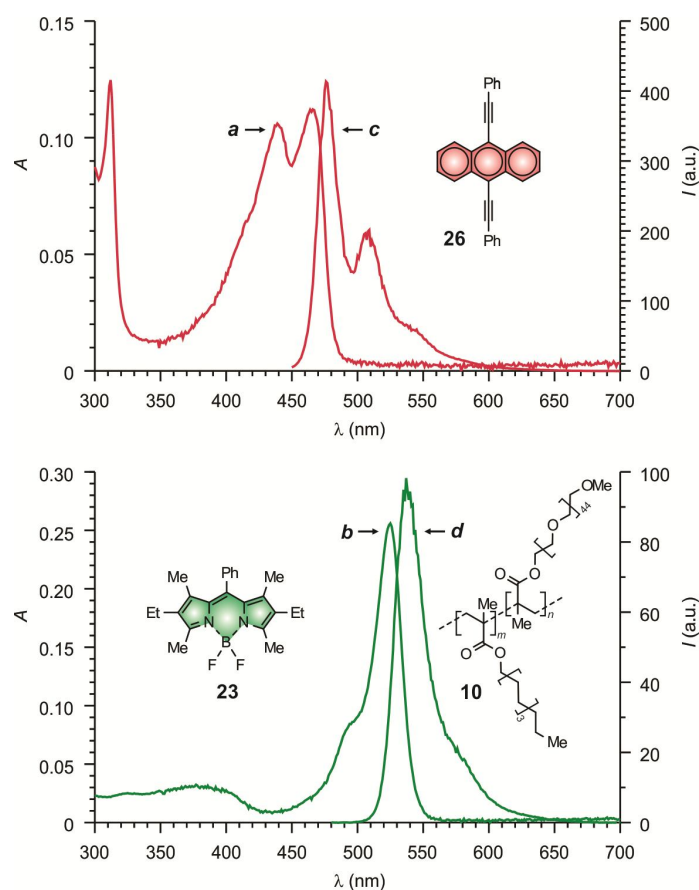 0.15
0.10
0.05
0
A
500
400
300
200
100
0
I (a.u.)
a
c
Ph
Ph
26
300 350 400 450 500 550 600 650 700
λ (nm)
0.30
0.25
0.20
0.15
0.10
0.05
0
A
100
80
60
40
20
0
I (a.u.)
b
d
Ph
Me Me
Et Et
N N
Me Me
B
F F
23
OMe
44
O
O
O
O
Me
m
Me
n
O
O
3
Me
10
300 350 400 450 500 550 600 650 700
λ (nm)